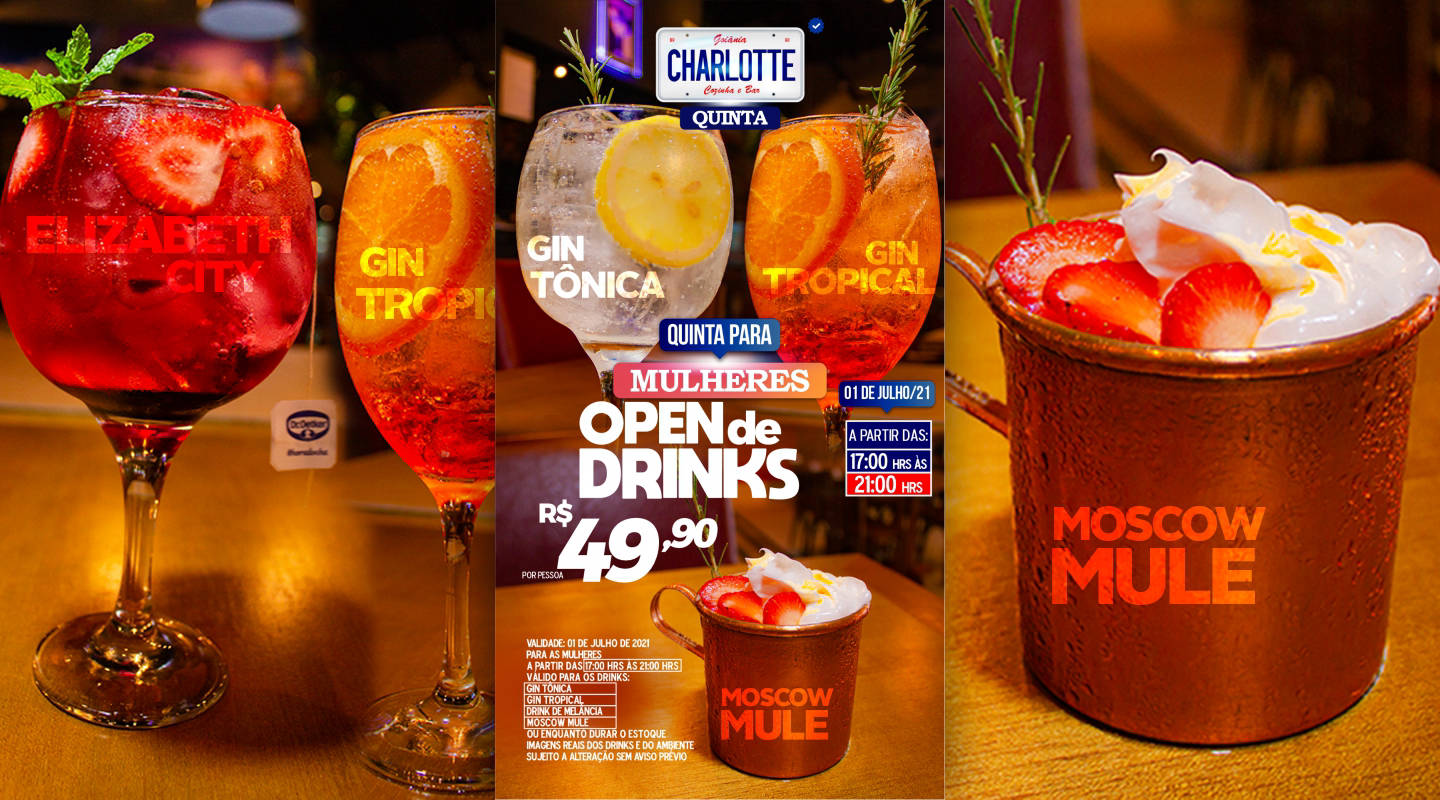 ELIZABETH
CITY
GIN
TROPIC
Dr.Oetker
Goiânia
CHARLOTTE
Cozinha e Bar
QUINTA
GIN
TÔNICA
GIN
TROPICAL
QUINTA PARA
MULHERES
OPEN de
DRINKS
R$ 49,90
POR PESSOA
01 DE JULHO/21
A PARTIR DAS:
17:00 HRS ÀS
21:00 HRS
VALIDADE: 01 DE JULHO DE 2021
PARA AS MULHERES
A PARTIR DAS 17:00 HRS ÀS 21:00 HRS
VÁLIDO PARA OS DRINKS:
GIN TÔNICA
GIN TROPICAL
DRINK DE MELÂNCIA
MOSCOW MULE
OU ENQUANTO DURAR O ESTOQUE
IMAGENS REAIS DOS DRINKS E DO AMBIENTE
SUJEITO A ALTERAÇÃO SEM AVISO PRÉVIO
MOSCOW
MULE
MOSCOW
MULE